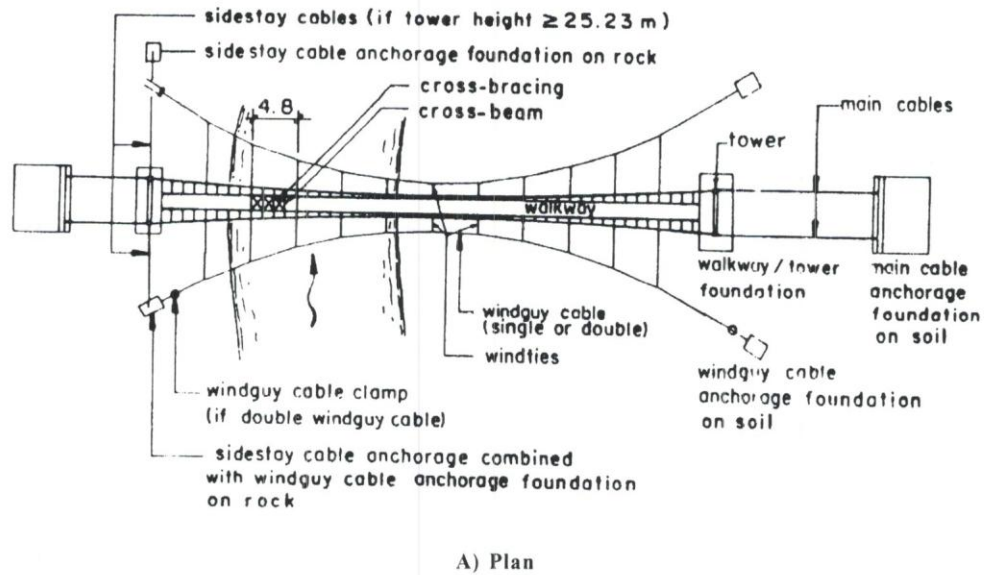 sidestay cables (if tower height ≥ 25.23 m)
sidestay cable anchorage foundation on rock
cross-bracing
4.8
cross-beam
main cables
tower
walkway
walkway / tower
foundation
main cable
anchorage
foundation
on soil
windguy cable
(single or double)
windties
windguy cable
anchorage foundation
on soil
windguy cable clamp
(if double windguy cable)
sidestay cable anchorage combined
with windguy cable anchorage foundation
on rock
A) Plan